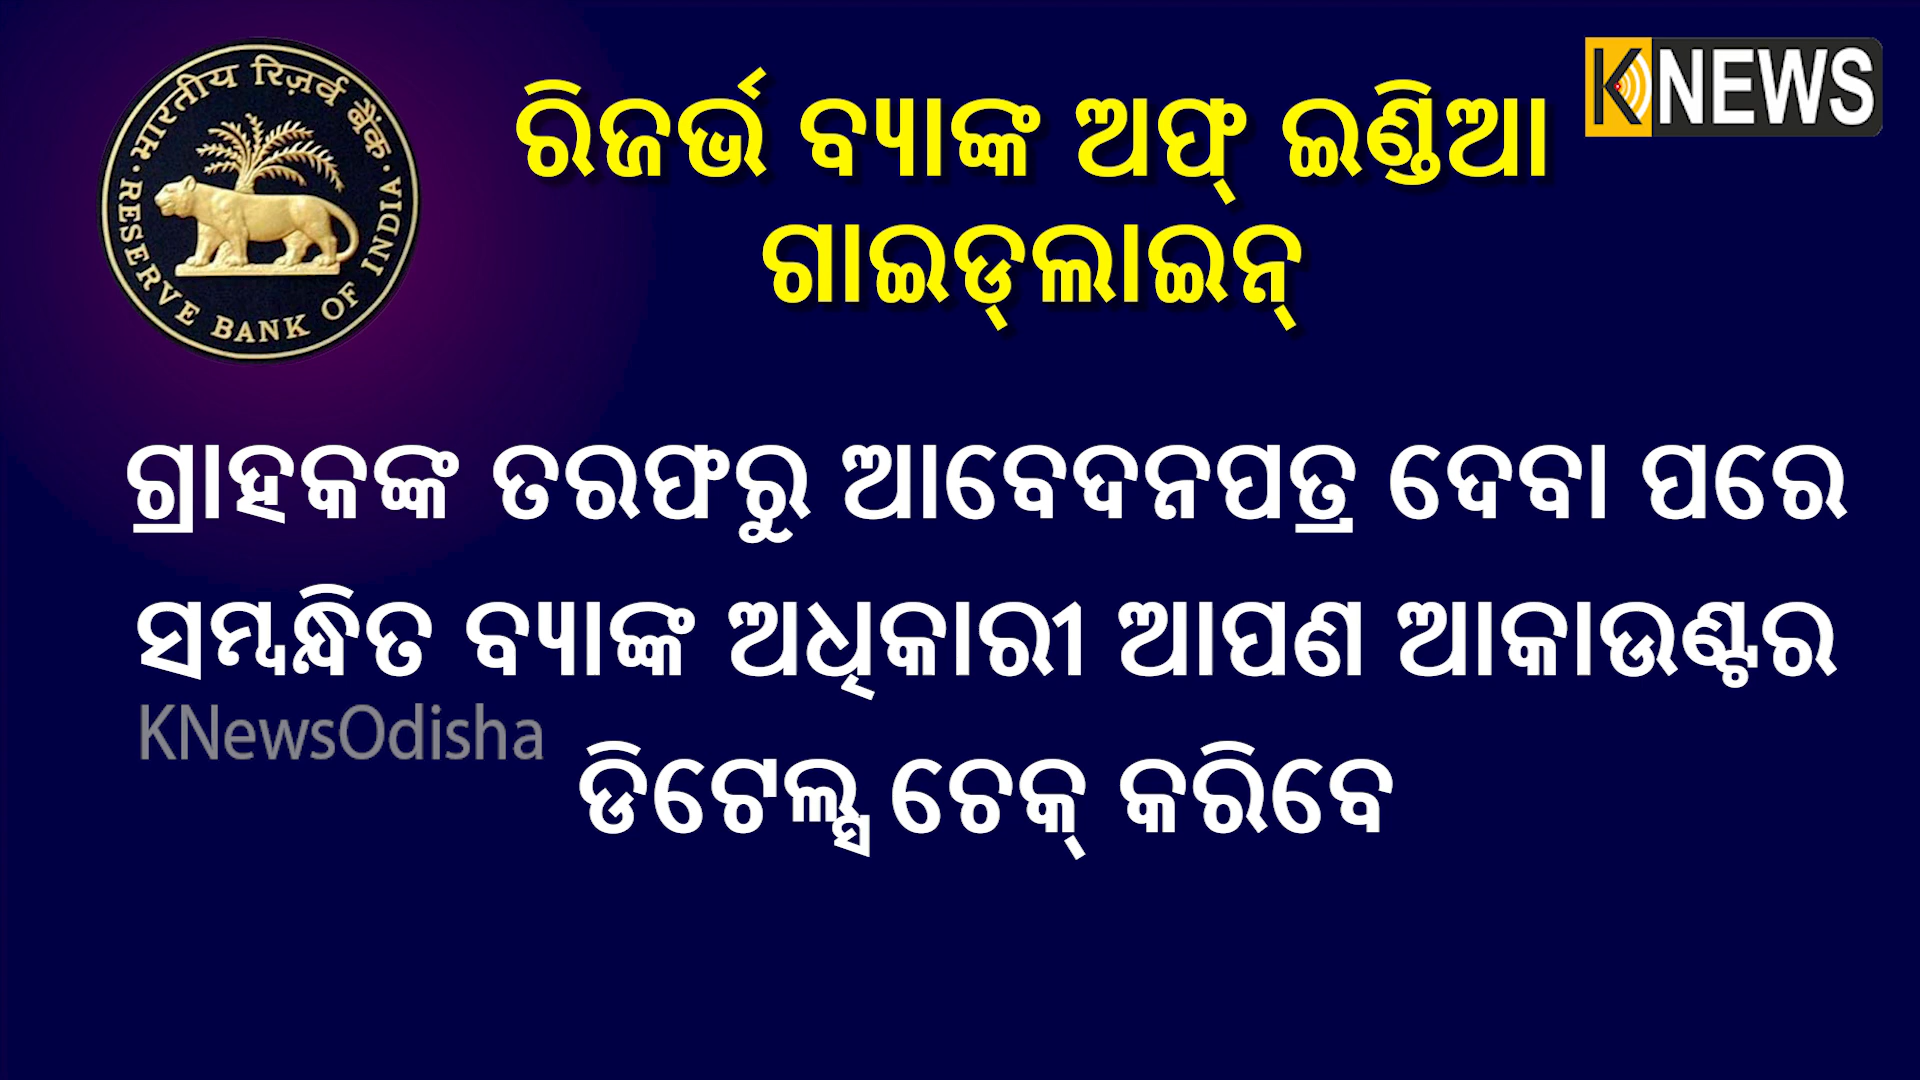 भारतीय रिज़र्व बैंक
RESERVE BANK OF INDIA
KNEWS
ରିଜର୍ଭ ବ୍ୟାଙ୍କ ଅଫ୍ ଇଣ୍ଡିଆ
ଗାଇଡ୍‌ଲାଇନ୍
ଗ୍ରାହକଙ୍କ ତରଫରୁ ଆବେଦନପତ୍ର ଦେବା ପରେ
ସମ୍ବନ୍ଧିତ ବ୍ୟାଙ୍କ ଅଧିକାରୀ ଆପଣ ଆକାଉଣ୍ଟର
KNewsOdisha
ଡିଟେଲ୍ସ ଚେକ୍ କରିବେ